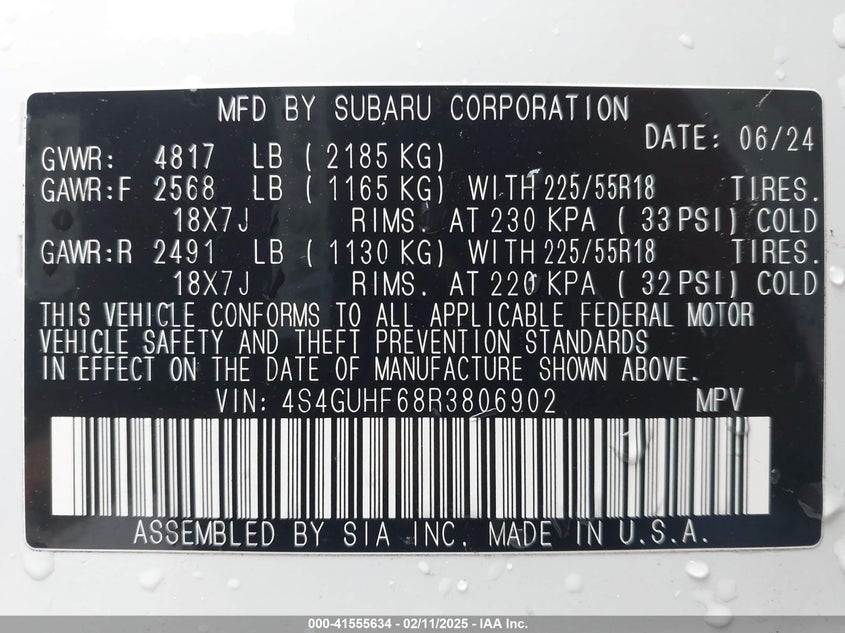 MFD BY SUBARU CORPORATION
DATE: 06/24
GVWR: 4817 LB (2185 KG)
GAWR:F 2568 LB (1165 KG) WITH 225/55R18 TIRES.
18X7J RIMS. AT 230 KPA (33 PSI) COLD
GAWR:R 2491 LB (1130 KG) WITH 225/55R18 TIRES.
18X7J RIMS. AT 220 KPA (32 PSI) COLD
THIS VEHICLE CONFORMS TO ALL APPLICABLE FEDERAL MOTOR
VEHICLE SAFETY AND THEFT PREVENTION STANDARDS
IN EFFECT ON THE DATE OF MANUFACTURE SHOWN ABOVE.
VIN: 4S4GUHF68R3806902 MPV
ASSEMBLED BY SIA INC. MADE IN U.S.A.
000-41555634 - 02/11/2025 - IAA Inc.